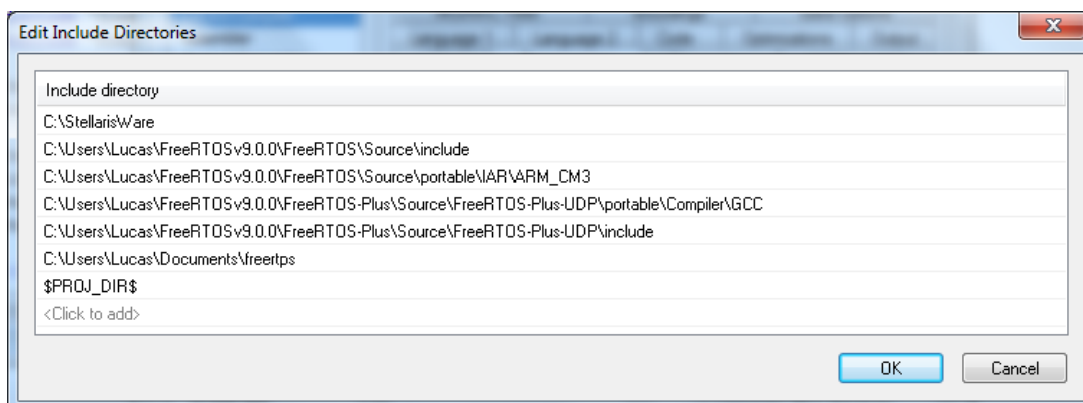 Edit Include Directories
Include directory
C:\StellarisWare
C:\Users\Lucas\FreeRTOSv9.0.0\FreeRTOS\Source\include
C:\Users\Lucas\FreeRTOSv9.0.0\FreeRTOS\Source\portable\IAR\ARM_CM3
C:\Users\Lucas\FreeRTOSv9.0.0\FreeRTOS-Plus\Source\FreeRTOS-Plus-UDP\portable\Compiler\GCC
C:\Users\Lucas\FreeRTOSv9.0.0\FreeRTOS-Plus\Source\FreeRTOS-Plus-UDP\include
C:\Users\Lucas\Documents\freertps
$PROJ_DIR$
<Click to add>
OK Cancel